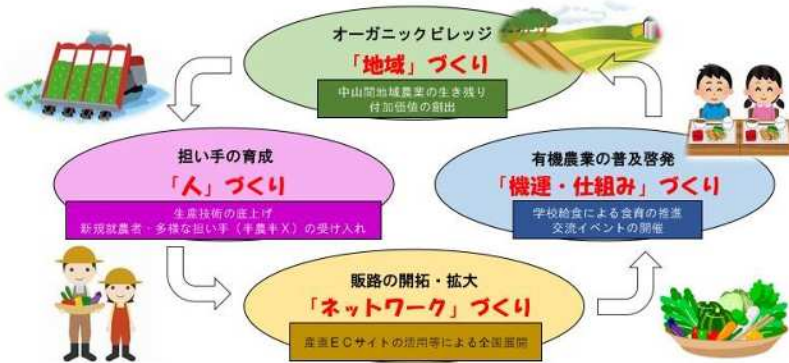 オーガニックビレッジ
「地域」づくり
中山間地域農業の生き残り
付加価値の創出
担い手の育成
「人」づくり
生産技術の底上げ
新規就農者・多様な担い手（半農半X）の受け入れ
有機農業の普及啓発
「機運・仕組み」づくり
学校給食による食育の推進
交流イベントの開催
販路の開拓・拡大
「ネットワーク」づくり
産直ECサイトの活用等による全国展開